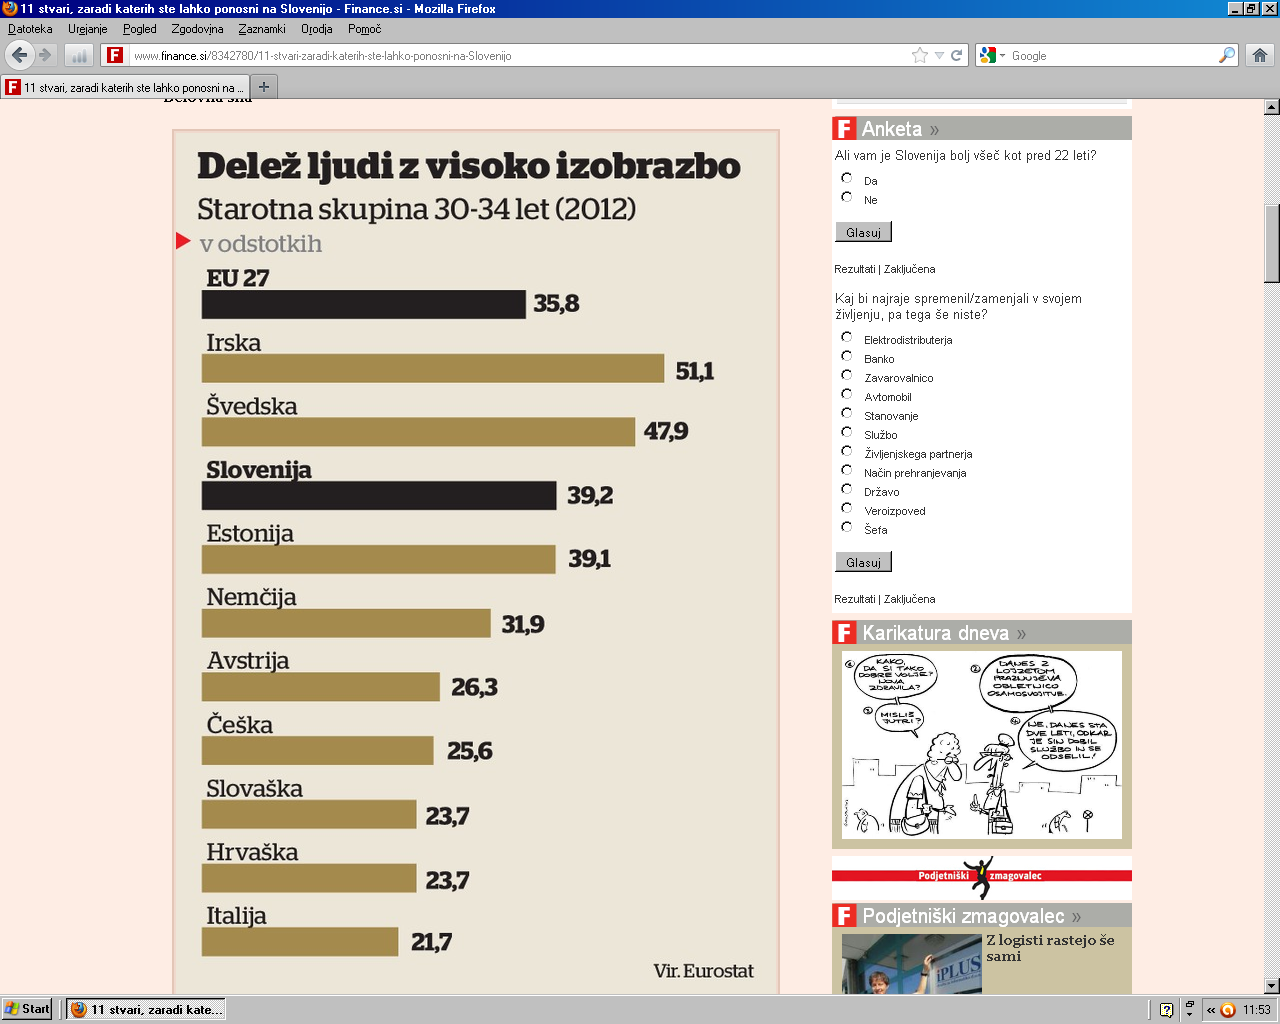 11 stvari, zaradi katerih ste lahko ponosni na Slovenijo - Finance.si - Mozilla Firefox
Datoteka Urejanje Pogled Zgodovina Zaznamki Orodja Pomoč
www.finance.si/8342780/11-stvari-zaradi-katerih-ste-lahko-ponosni-na-Slovenijo
Google
11 stvari, zaradi katerih ste lahko ponosni na ...
Delovna sila
Delež ljudi z visoko izobrazbo
Starotna skupina 30-34 let (2012)
v odstotkih
EU 27
35,8
Irska
51,1
Švedska
47,9
Slovenija
39,2
Estonija
39,1
Nemčija
31,9
Avstrija
26,3
Češka
25,6
Slovaška
23,7
Hrvaška
23,7
Italija
21,7
Vir. Eurostat
F Anketa »
Ali vam je Slovenija bolj všeč kot pred 22 leti?
Da
Ne
Glasuj
Rezultati | Zaključena
Kaj bi najraje spremenil/zamenjali v svojem
življenju, pa tega še niste?
Elektrodistributerja
Banko
Zavarovalnico
Avtomobil
Stanovanje
Službo
Življenjskega partnerja
Način prehranjevanja
Državo
Veroizpoved
Šefa
Glasuj
Rezultati | Zaključena
F Karikatura dneva »
1 KAKO,
DA SI TAKO
DOBRE VOLJE?
NOVA
ZDRAVILA?
2 DANES Z
LOJZETOM
PRAZNUJEVA
OBLETNICO
OSAMOSVOJITVE.
3 MISLIŠ
JUTRI?
4 NE, DANES STA
DVE LETI, ODKAR
JE SIN DOBIL
SLUŽBO IN SE
ODSELIL!
Podjetniški zmagovalec
F Podjetniški zmagovalec »
iPLUS
Z logisti rastejo še
sami
Start
11 stvari, zaradi kate...
11:53